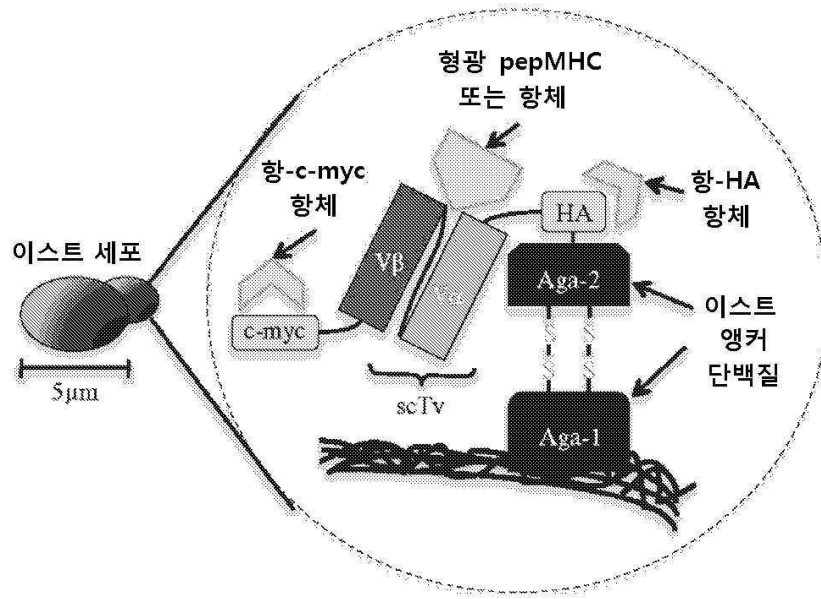 형광 pepMHC
또는 항체
항-c-myc
항체
항-HA
항체
HA
이스트 세포
Vβ
Vα
Aga-2
c-myc
이스트
앵커
단백질
5μm
scTv
Aga-1